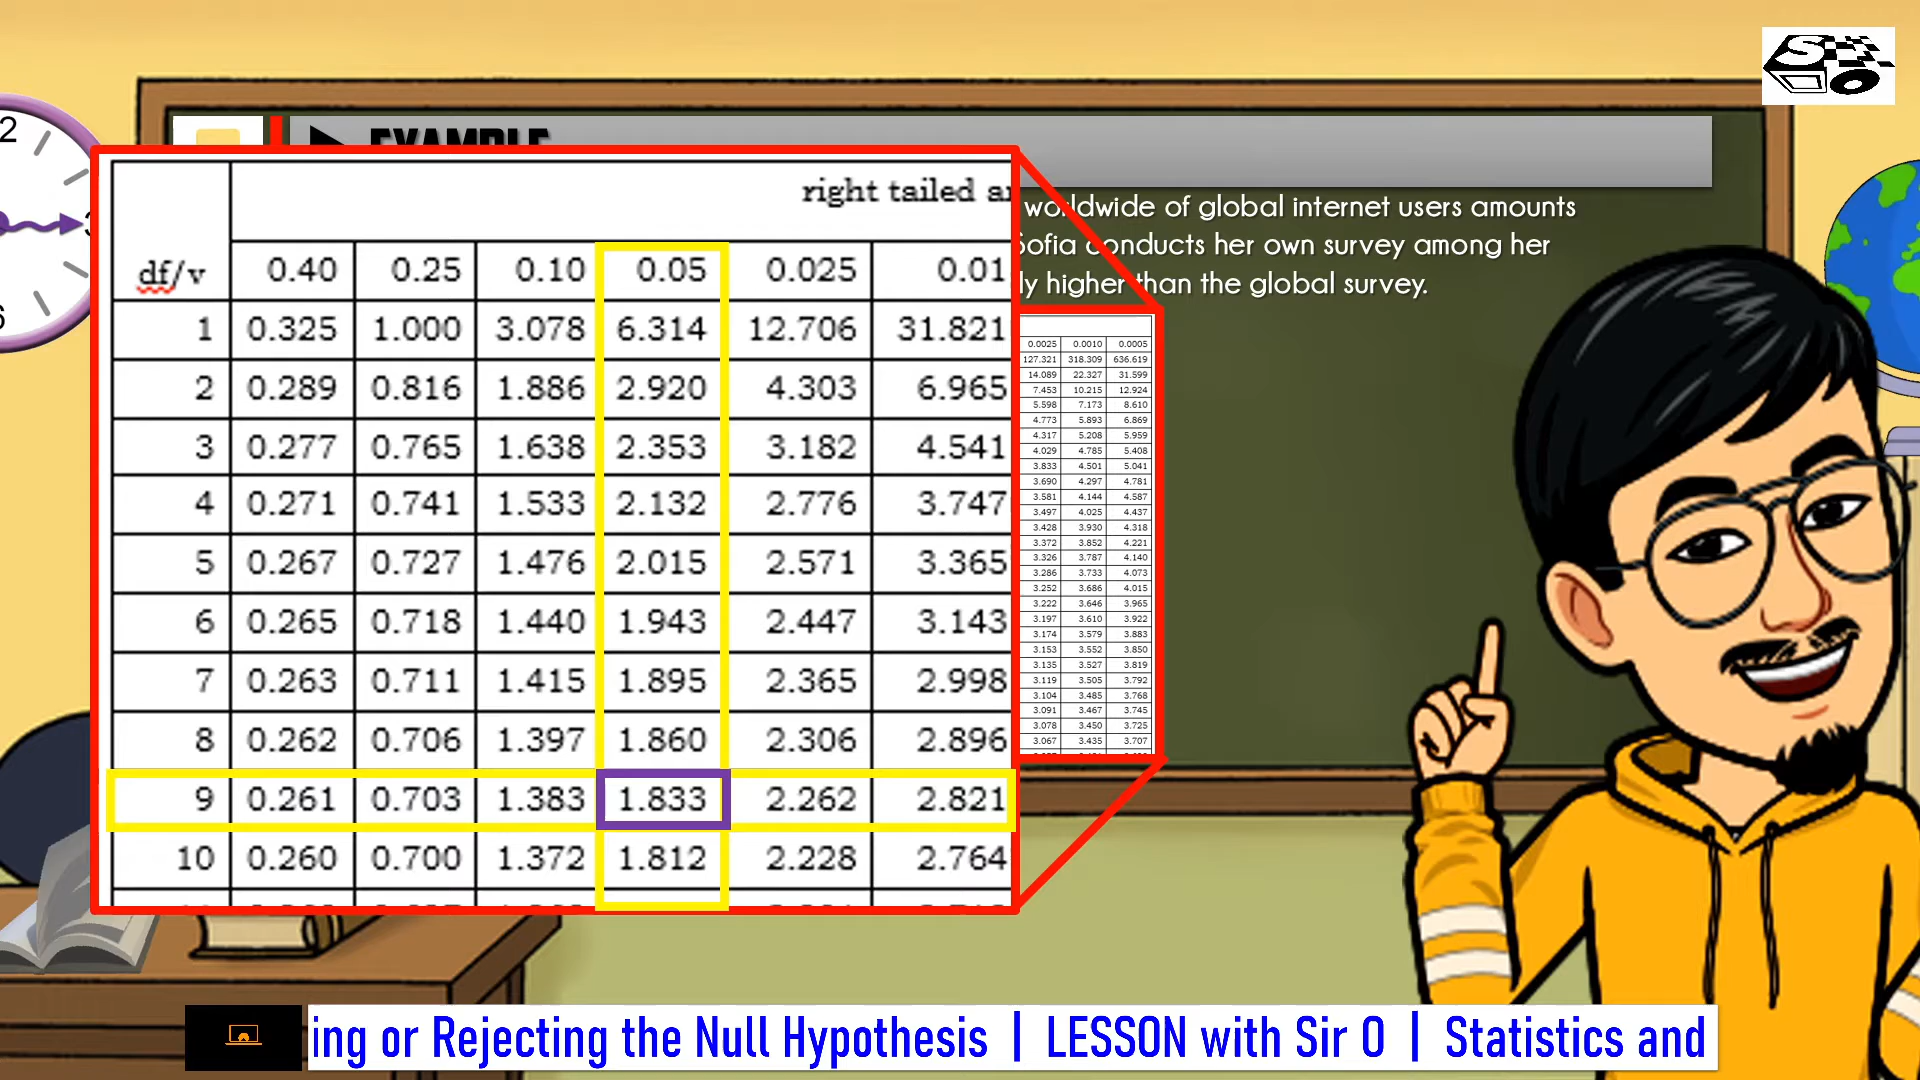 SO
EXAMPLE
worldwide of global internet users amounts
Sofia conducts her own survey among her
ly higher than the global survey.
right tailed ar
df/v 0.40 0.25 0.10 0.05 0.025 0.01
1 0.325 1.000 3.078 6.314 12.706 31.821
2 0.289 0.816 1.886 2.920 4.303 6.965
3 0.277 0.765 1.638 2.353 3.182 4.541
4 0.271 0.741 1.533 2.132 2.776 3.747
5 0.267 0.727 1.476 2.015 2.571 3.365
6 0.265 0.718 1.440 1.943 2.447 3.143
7 0.263 0.711 1.415 1.895 2.365 2.998
8 0.262 0.706 1.397 1.860 2.306 2.896
9 0.261 0.703 1.383 1.833 2.262 2.821
10 0.260 0.700 1.372 1.812 2.228 2.764
0.0025 0.0010 0.0005
127.321 318.309 636.619
14.089 22.327 31.599
7.453 10.215 12.924
5.598 7.173 8.610
4.773 5.893 6.869
4.317 5.208 5.959
4.029 4.785 5.408
3.833 4.501 5.041
3.690 4.297 4.781
3.581 4.144 4.587
3.497 4.025 4.437
3.428 3.930 4.318
3.372 3.852 4.221
3.326 3.787 4.140
3.286 3.733 4.073
3.252 3.686 4.015
3.222 3.646 3.965
3.197 3.610 3.922
3.174 3.579 3.883
3.153 3.552 3.850
3.135 3.527 3.819
3.119 3.505 3.792
3.104 3.485 3.768
3.091 3.467 3.745
3.078 3.450 3.725
3.067 3.435 3.707
2
6
ing or Rejecting the Null Hypothesis | LESSON with Sir O | Statistics and